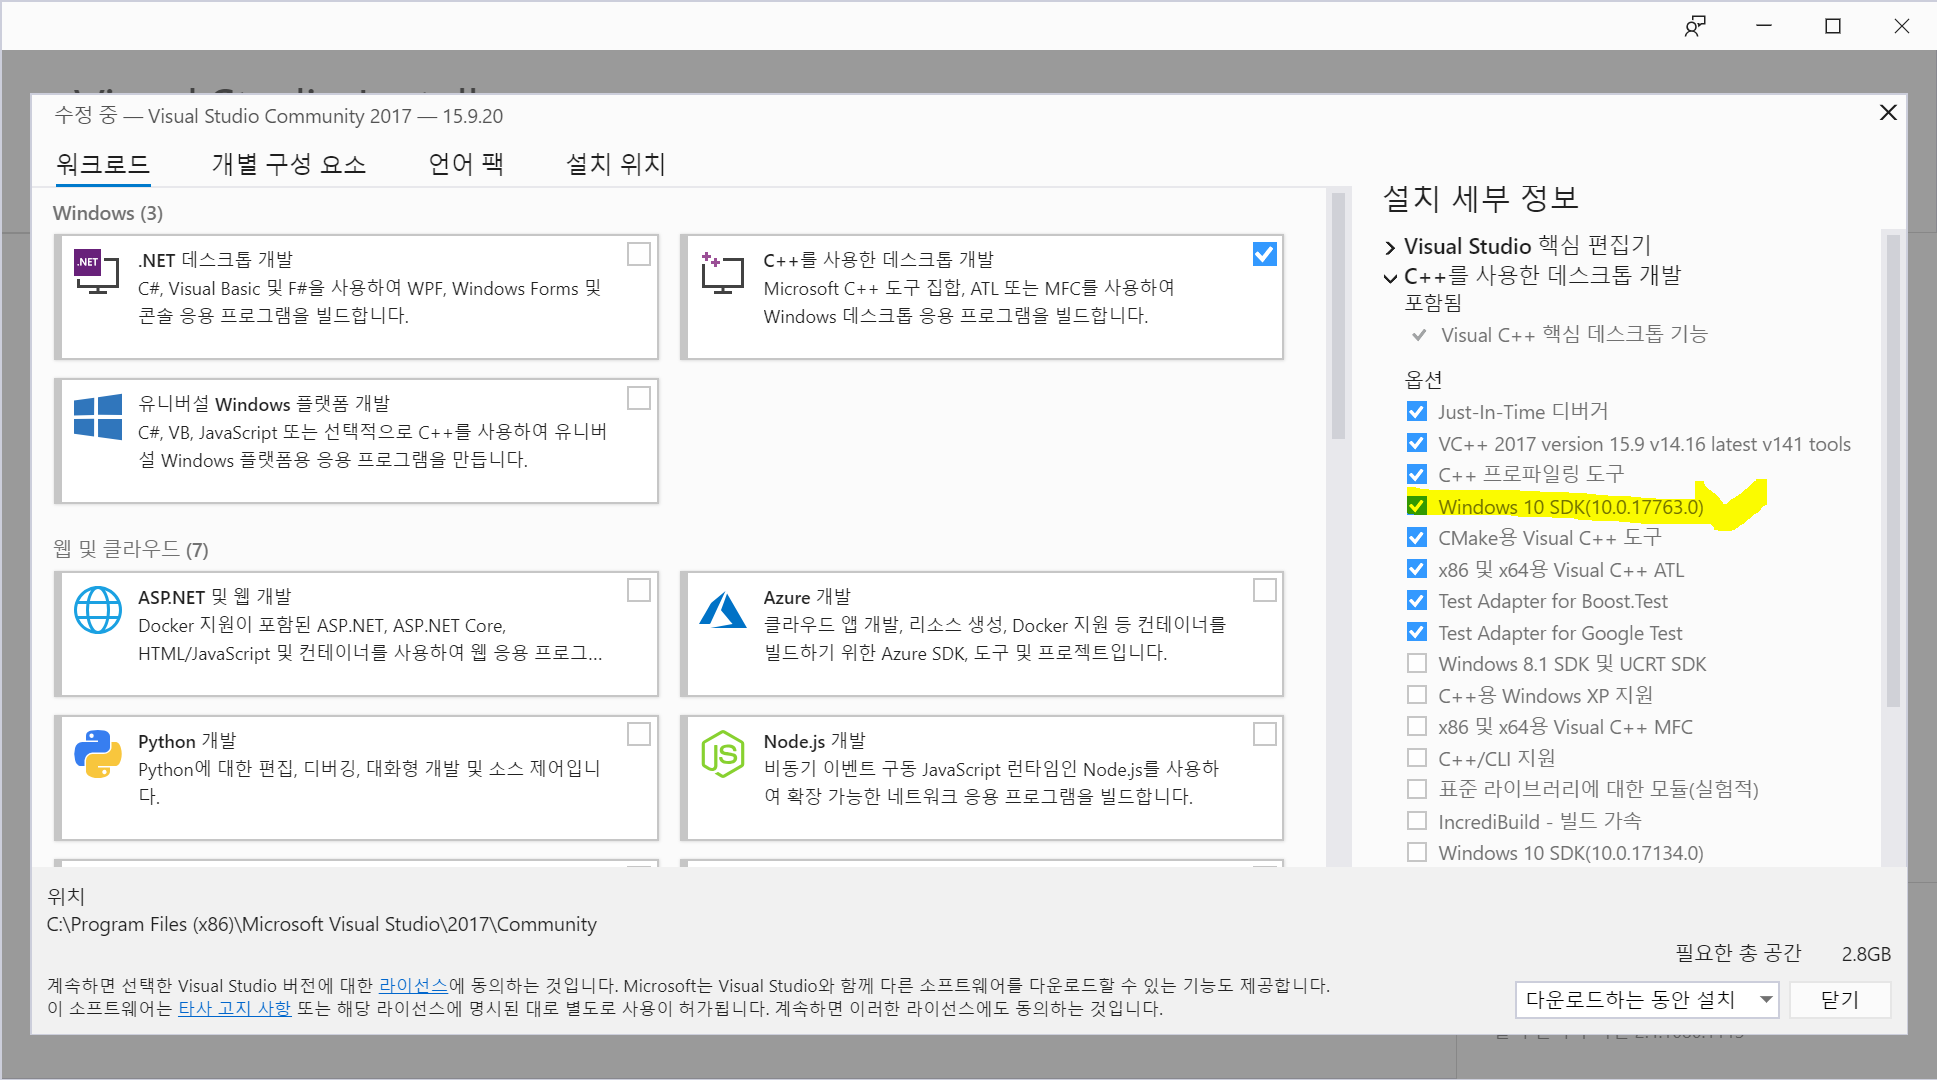 수정 중 — Visual Studio Community 2017 — 15.9.20
워크로드
개별 구성 요소
언어 팩
설치 위치
Windows (3)
.NET
.NET 데스크톱 개발
C#, Visual Basic 및 F#을 사용하여 WPF, Windows Forms 및
콘솔 응용 프로그램을 빌드합니다.
C++를 사용한 데스크톱 개발
Microsoft C++ 도구 집합, ATL 또는 MFC를 사용하여
Windows 데스크톱 응용 프로그램을 빌드합니다.
유니버설 Windows 플랫폼 개발
C#, VB, JavaScript 또는 선택적으로 C++를 사용하여 유니버
설 Windows 플랫폼용 응용 프로그램을 만듭니다.
웹 및 클라우드 (7)
ASP.NET 및 웹 개발
Docker 지원이 포함된 ASP.NET, ASP.NET Core,
HTML/JavaScript 및 컨테이너를 사용하여 웹 응용 프로그...
Azure 개발
클라우드 앱 개발, 리소스 생성, Docker 지원 등 컨테이너를
빌드하기 위한 Azure SDK, 도구 및 프로젝트입니다.
Python 개발
Python에 대한 편집, 디버깅, 대화형 개발 및 소스 제어입니
다.
JS
Node.js 개발
비동기 이벤트 구동 JavaScript 런타임인 Node.js를 사용하
여 확장 가능한 네트워크 응용 프로그램을 빌드합니다.
설치 세부 정보
Visual Studio 핵심 편집기
C++를 사용한 데스크톱 개발
포함됨
Visual C++ 핵심 데스크톱 기능
옵션
Just-In-Time 디버거
VC++ 2017 version 15.9 v14.16 latest v141 tools
C++ 프로파일링 도구
Windows 10 SDK(10.0.17763.0)
CMake용 Visual C++ 도구
x86 및 x64용 Visual C++ ATL
Test Adapter for Boost.Test
Test Adapter for Google Test
Windows 8.1 SDK 및 UCRT SDK
C++용 Windows XP 지원
x86 및 x64용 Visual C++ MFC
C++/CLI 지원
표준 라이브러리에 대한 모듈(실험적)
IncrediBuild - 빌드 가속
Windows 10 SDK(10.0.17134.0)
위치
C:\Program Files (x86)\Microsoft Visual Studio\2017\Community
필요한 총 공간 2.8GB
계속하면 선택한 Visual Studio 버전에 대한 라이선스에 동의하는 것입니다. Microsoft는 Visual Studio와 함께 다른 소프트웨어를 다운로드할 수 있는 기능도 제공합니다.
이 소프트웨어는 타사 고지 사항 또는 해당 라이선스에 명시된 대로 별도로 사용이 허가됩니다. 계속하면 이러한 라이선스에도 동의하는 것입니다.
다운로드하는 동안 설치
닫기